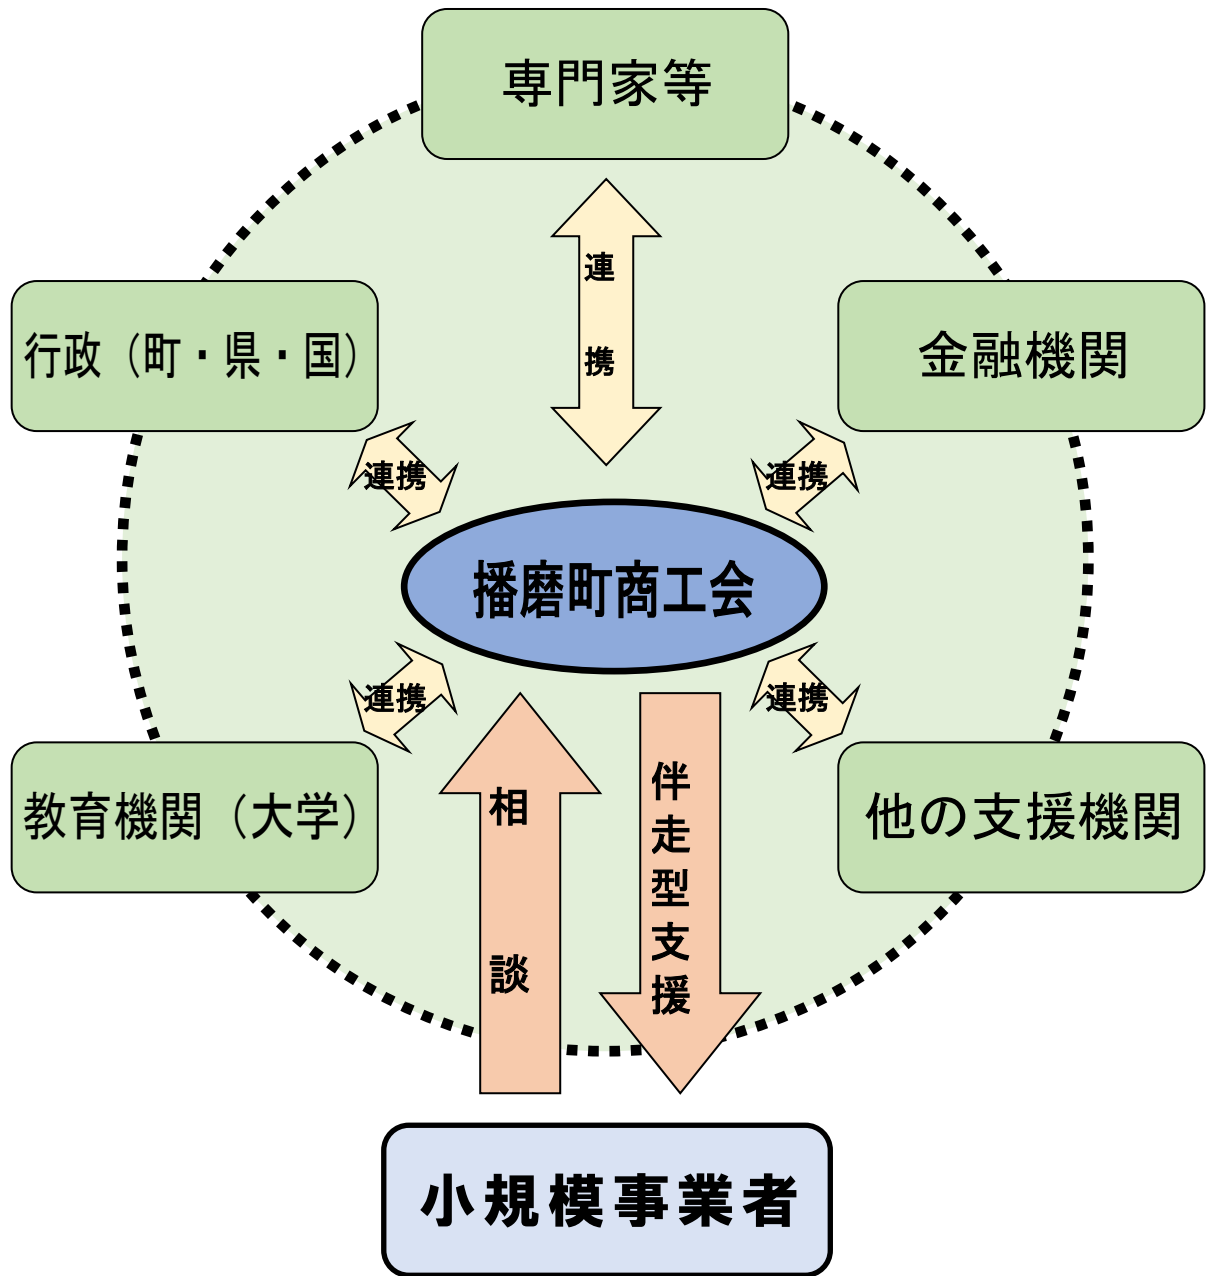 専門家等
連
携
行政（町・県・国）
金融機関
連携
連携
播磨町商工会
連携
連携
教育機関（大学）
他の支援機関
相
談
伴
走
型
支
援
小規模事業者